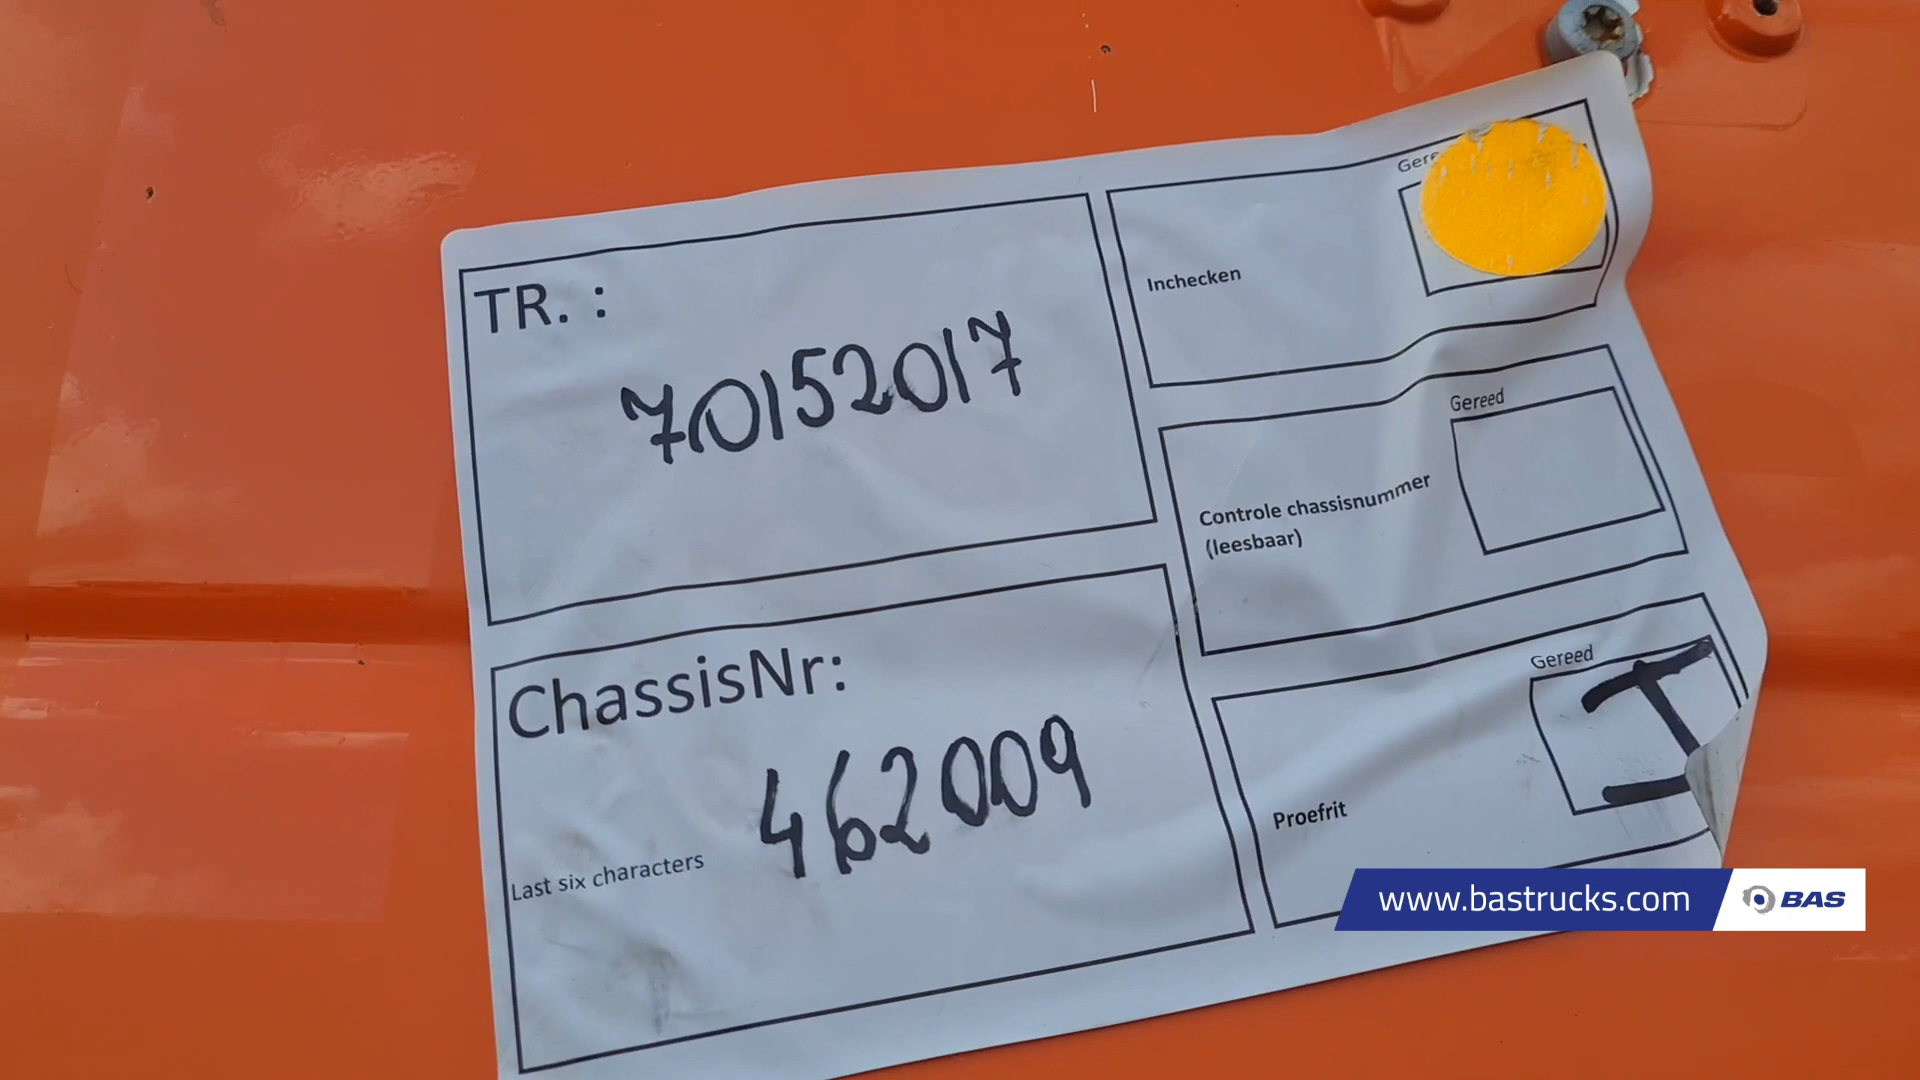 TR. :
70152017
ChassisNr:
462009
Last six characters
Inchecken
Controle chassisnummer
(leesbaar)
Gereed
Proefrit
Gereed
I
www.bastrucks.com
BAS